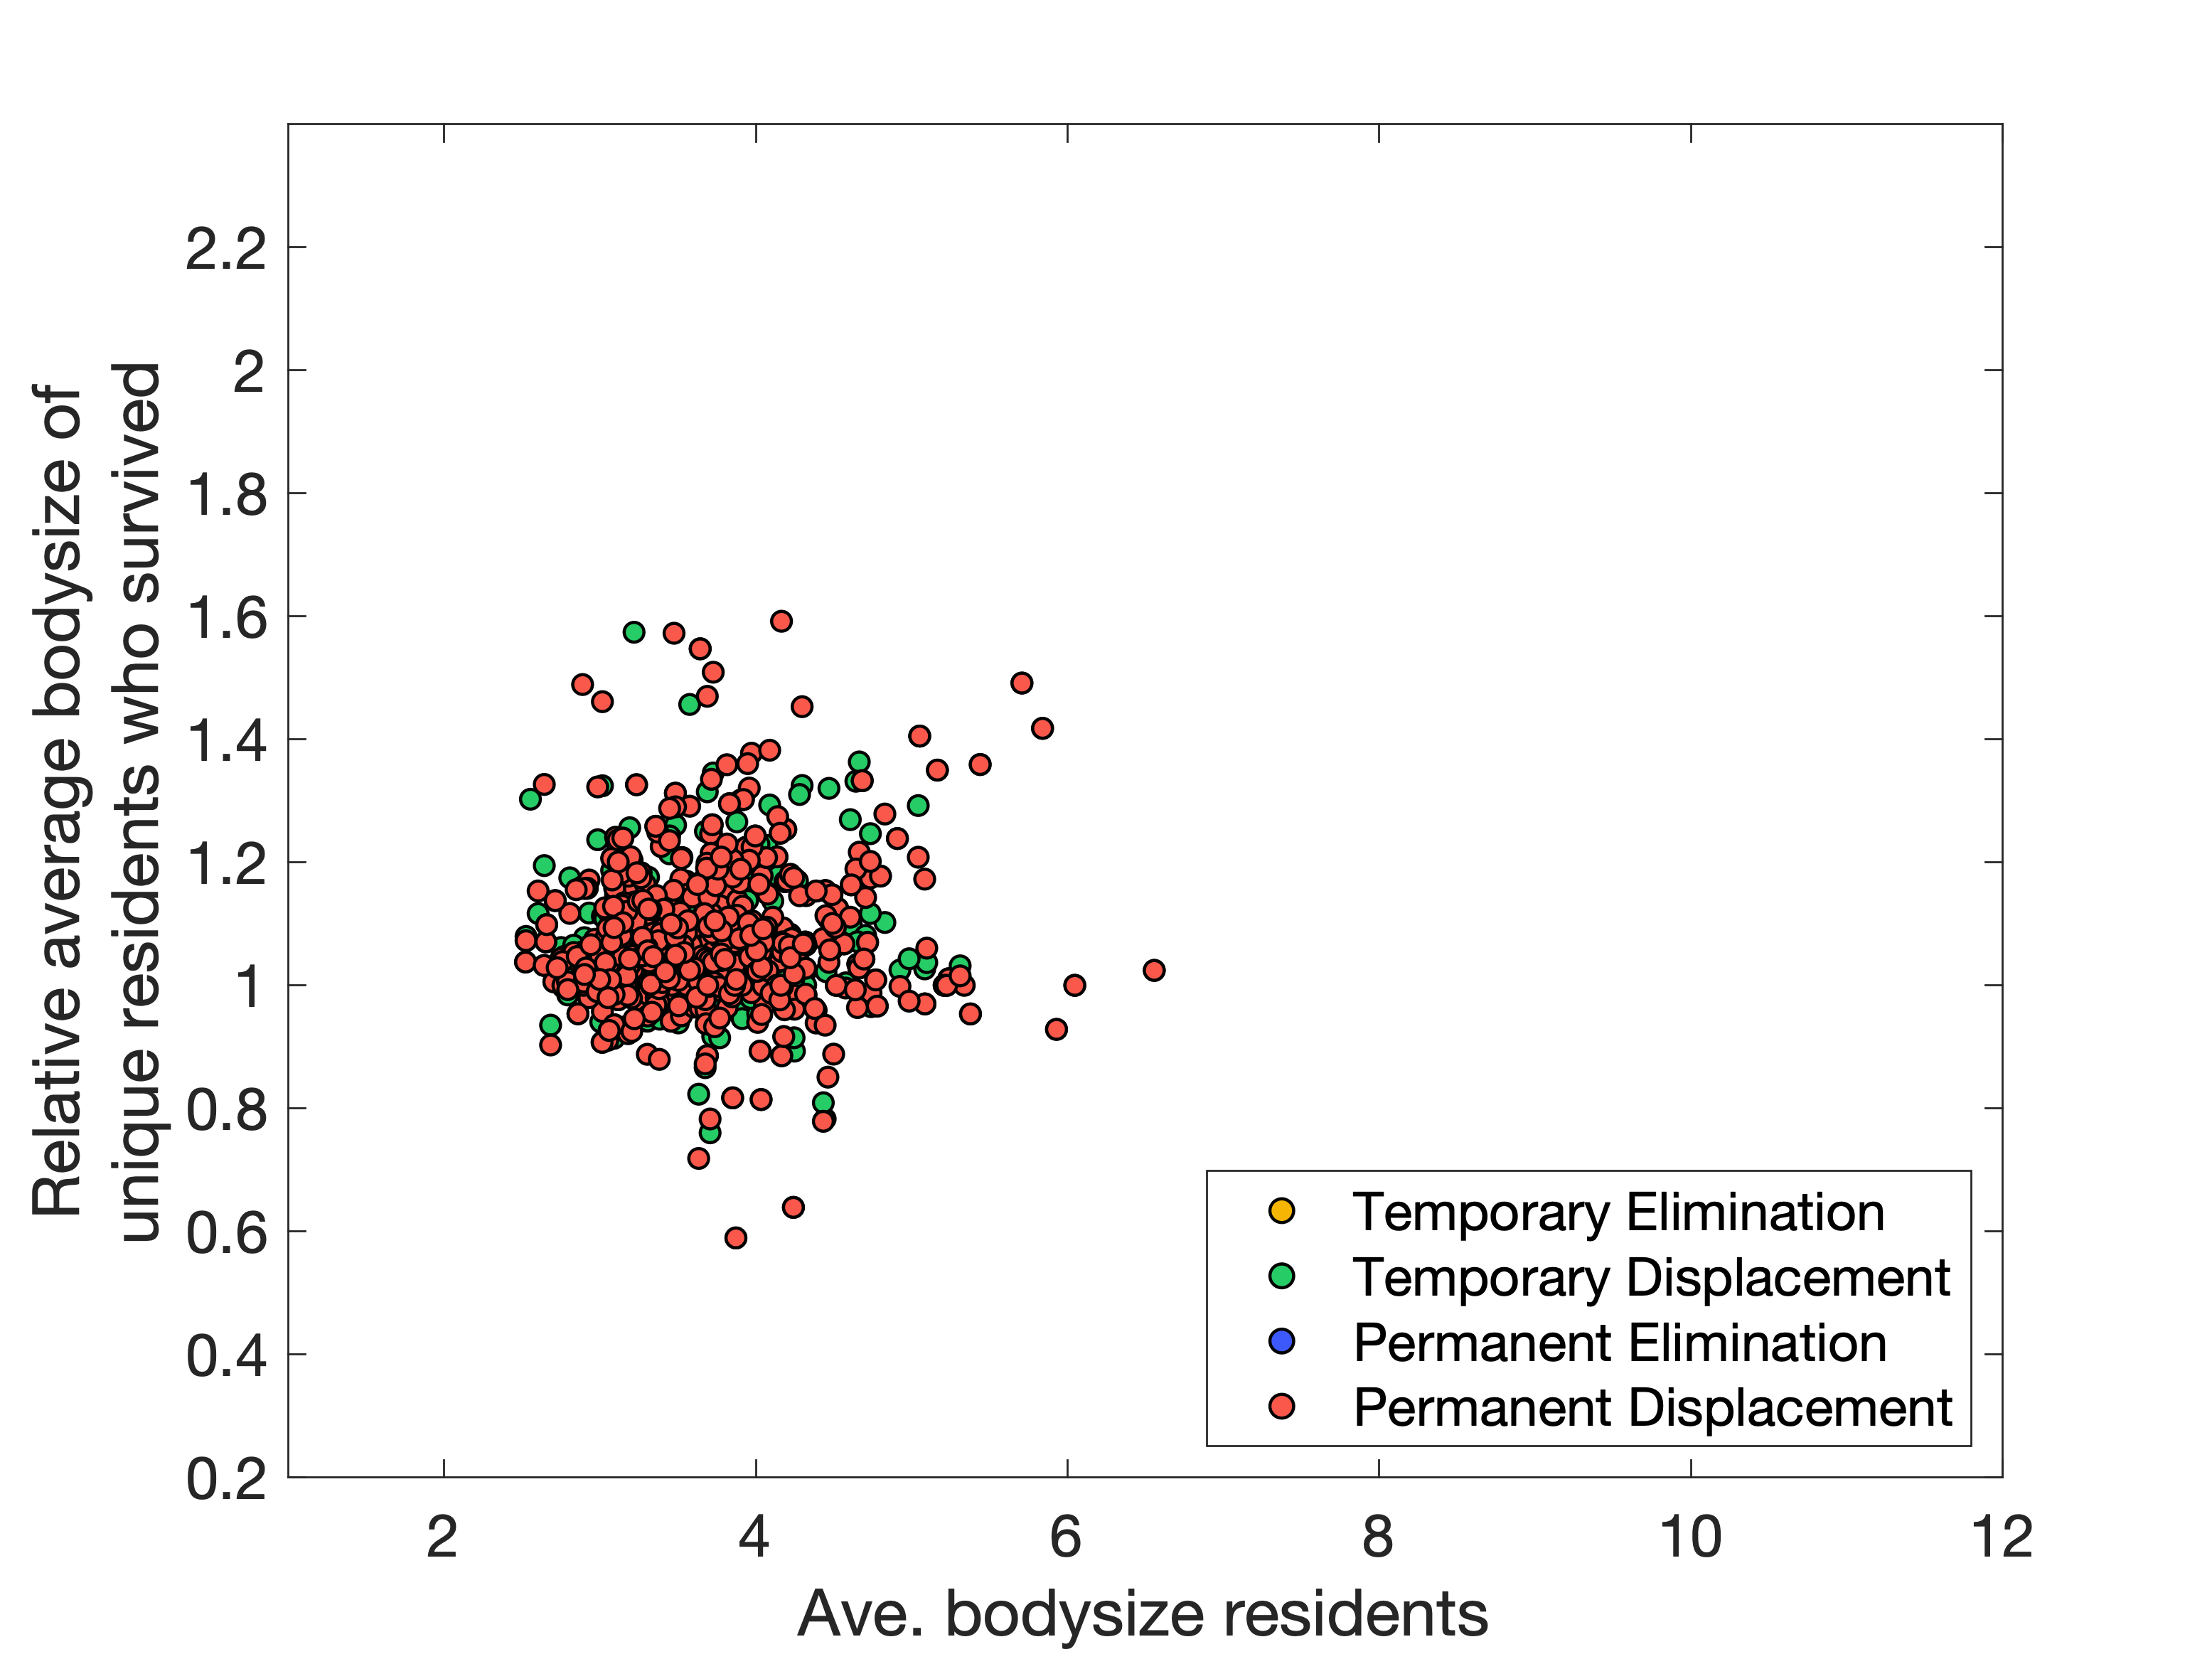 Relative average bodysize of
unique residents who survived
2.2
2
1.8
1.6
1.4
1.2
1
0.8
0.6
0.4
0.2
2
4
6
8
10
12
Ave. bodysize residents
Temporary Elimination
Temporary Displacement
Permanent Elimination
Permanent Displacement